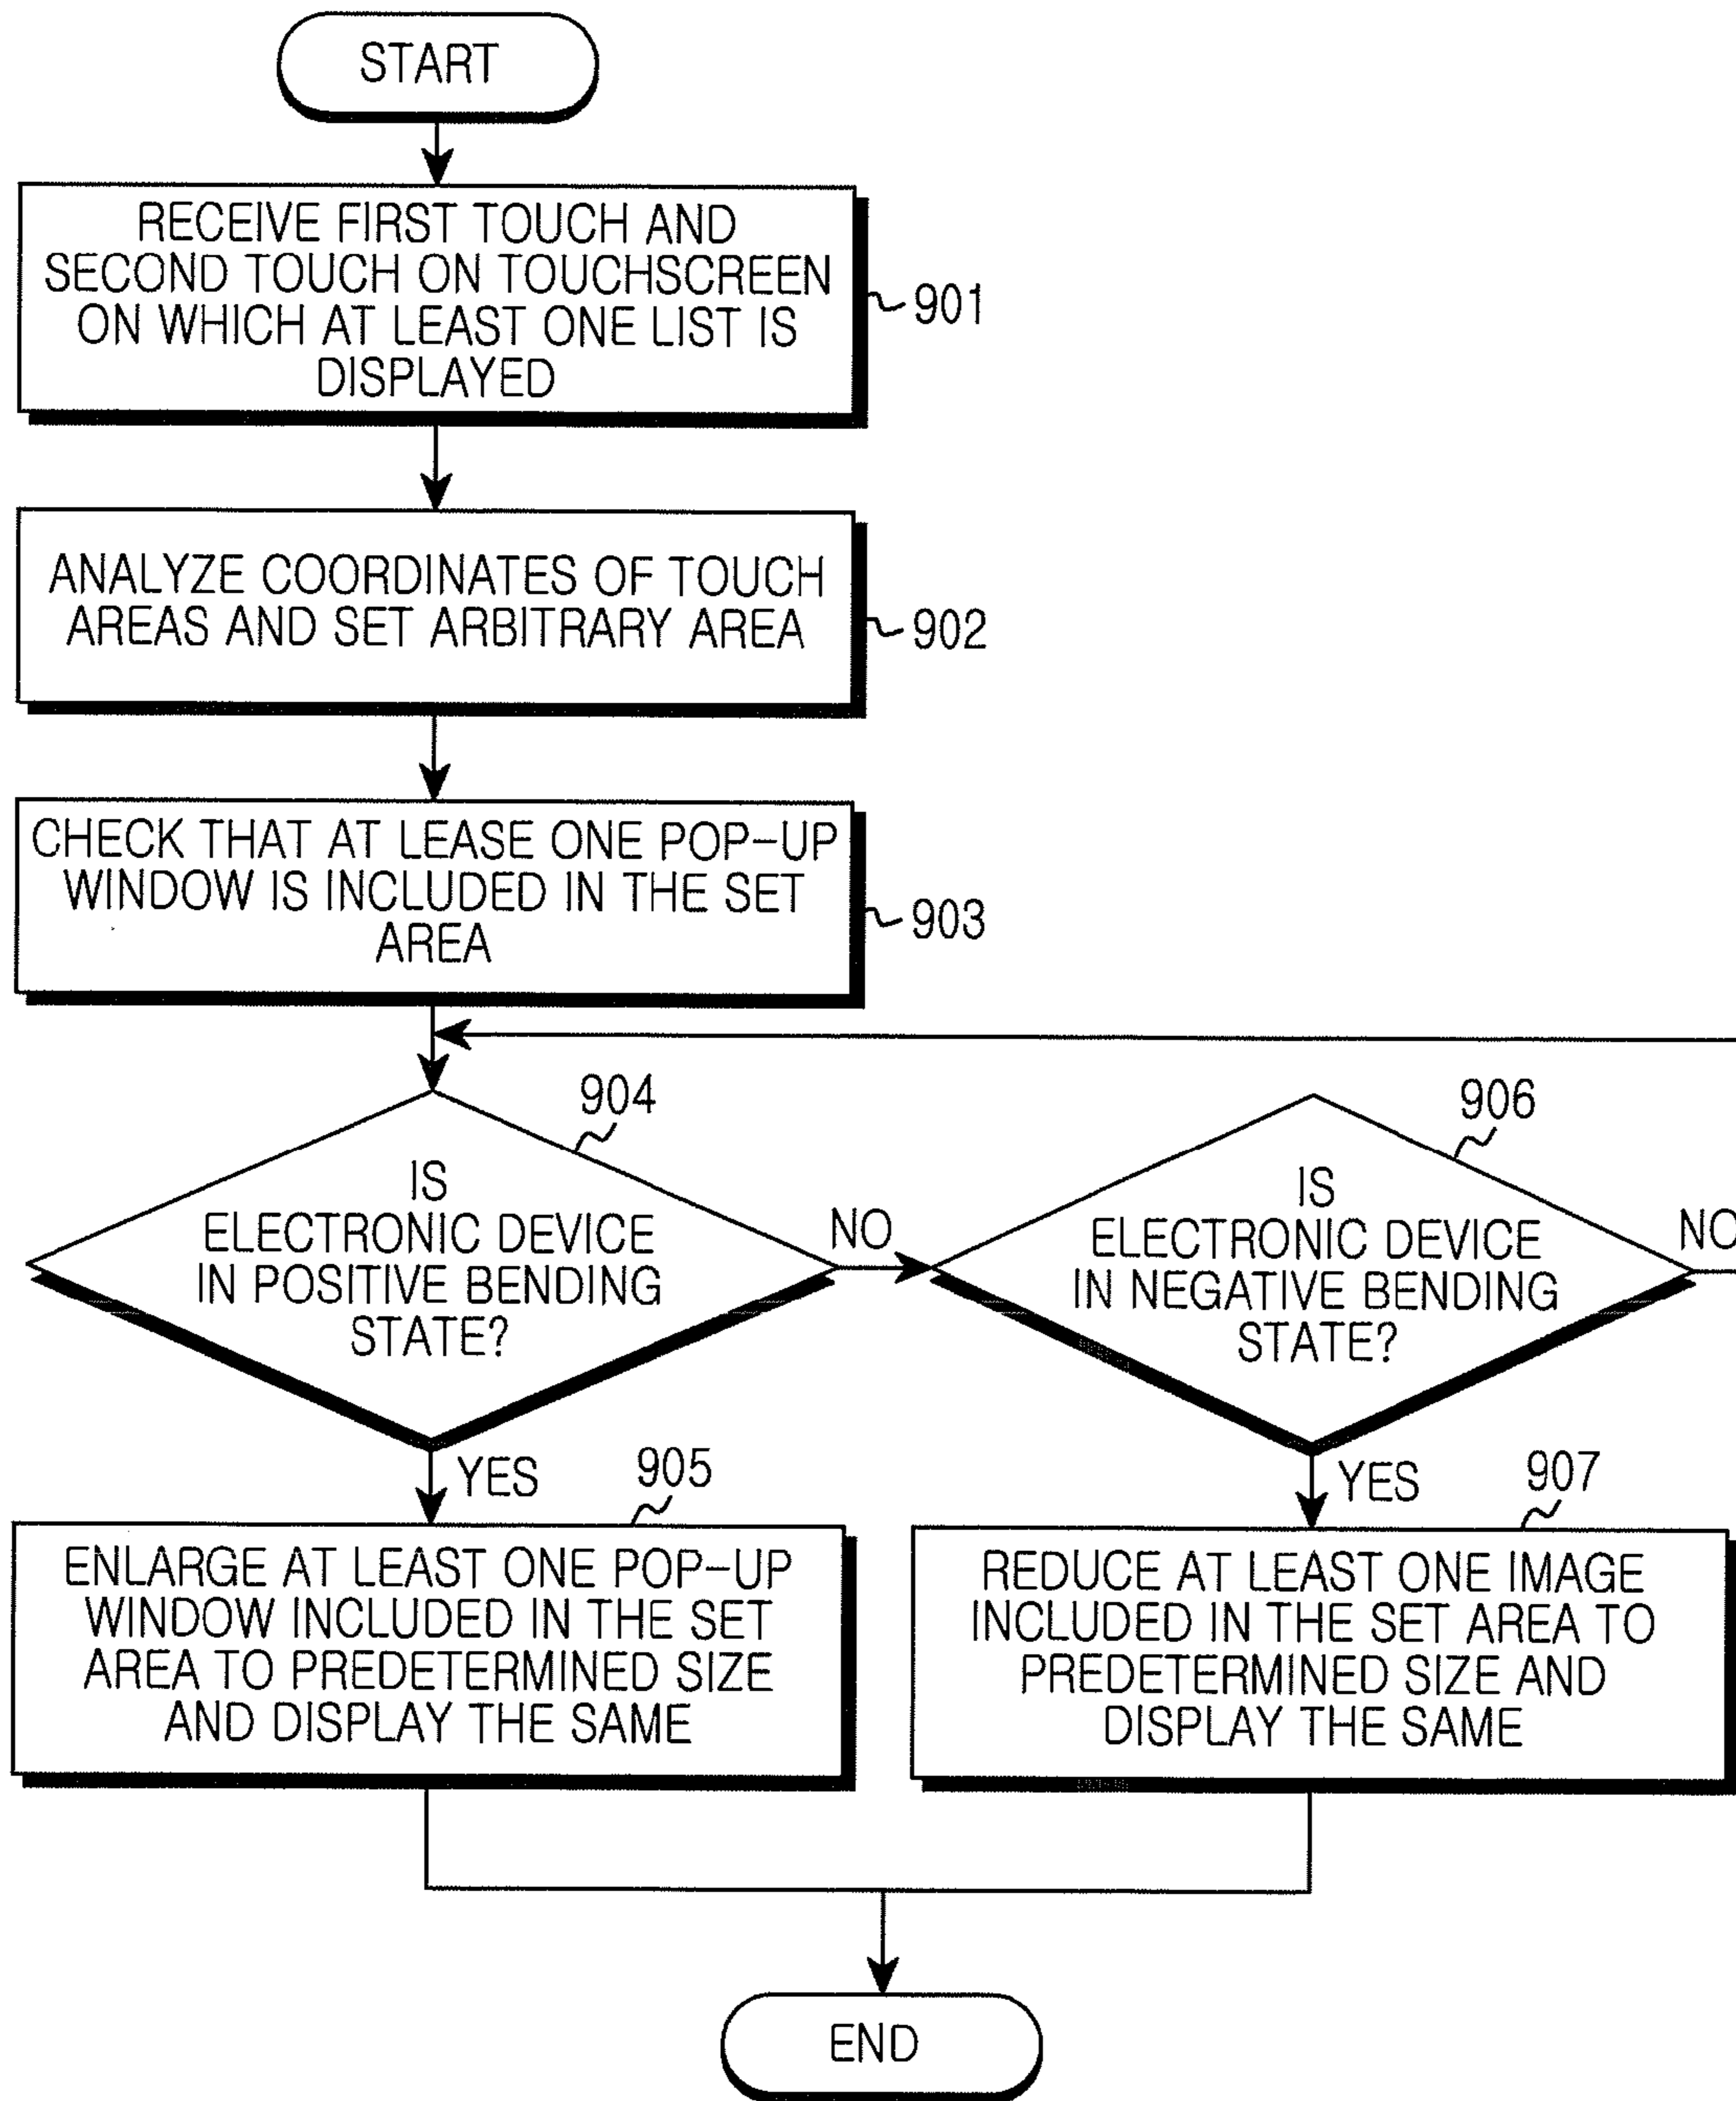 START
RECEIVE FIRST TOUCH AND
SECOND TOUCH ON TOUCHSCREEN
ON WHICH AT LEAST ONE LIST IS
DISPLAYED
901
ANALYZE COORDINATES OF TOUCH
AREAS AND SET ARBITRARY AREA
902
CHECK THAT AT LEASE ONE POP-UP
WINDOW IS INCLUDED IN THE SET
AREA
903
904
IS
ELECTRONIC DEVICE
IN POSITIVE BENDING
STATE?
NO
906
IS
ELECTRONIC DEVICE
IN NEGATIVE BENDING
STATE?
NO
YES
905
ENLARGE AT LEAST ONE POP-UP
WINDOW INCLUDED IN THE SET
AREA TO PREDETERMINED SIZE
AND DISPLAY THE SAME
YES
907
REDUCE AT LEAST ONE IMAGE
INCLUDED IN THE SET AREA TO
PREDETERMINED SIZE AND
DISPLAY THE SAME
END